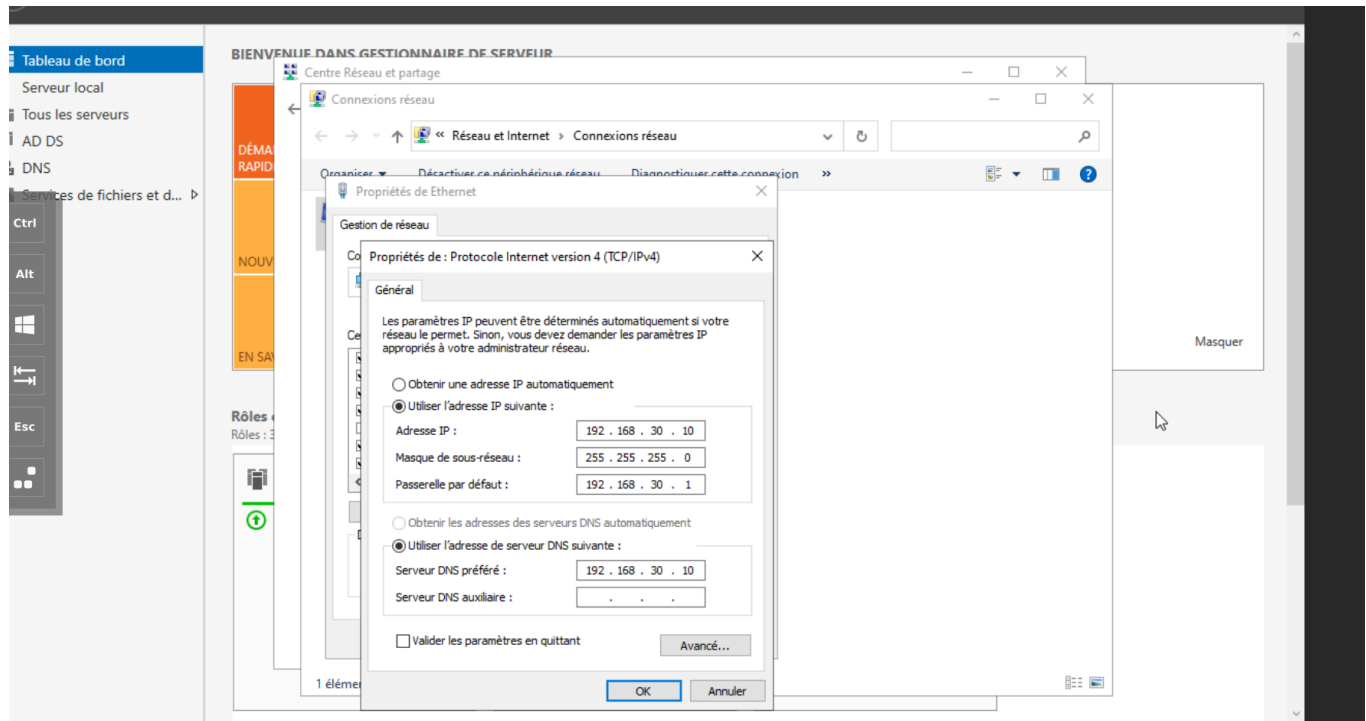 BIENVENUE DANS GESTIONNAIRE DE SERVEUR
Tableau de bord
Serveur local
Tous les serveurs
AD DS
DNS
Services de fichiers et d...
Ctrl
Alt
Esc
DÉMA
RAPID
NOUV
EN SAV
Masquer
Rôles
Rôles : 3
Centre Réseau et partage
Connexions réseau
« Réseau et Internet > Connexions réseau
Organiser Désactiver ce périphérique réseau Diagnostiquer cette connexion »
Propriétés de Ethernet
Gestion de réseau
Co
Ce
Propriétés de : Protocole Internet version 4 (TCP/IPv4)
Général
Les paramètres IP peuvent être déterminés automatiquement si votre
réseau le permet. Sinon, vous devez demander les paramètres IP
appropriés à votre administrateur réseau.
Obtenir une adresse IP automatiquement
Utiliser l'adresse IP suivante :
Adresse IP : 192 . 168 . 30 . 10
Masque de sous-réseau : 255 . 255 . 255 . 0
Passerelle par défaut : 192 . 168 . 30 . 1
Obtenir les adresses des serveurs DNS automatiquement
Utiliser l'adresse de serveur DNS suivante :
Serveur DNS préféré : 192 . 168 . 30 . 10
Serveur DNS auxiliaire : . . .
Valider les paramètres en quittant
Avancé...
OK Annuler
1 éléme